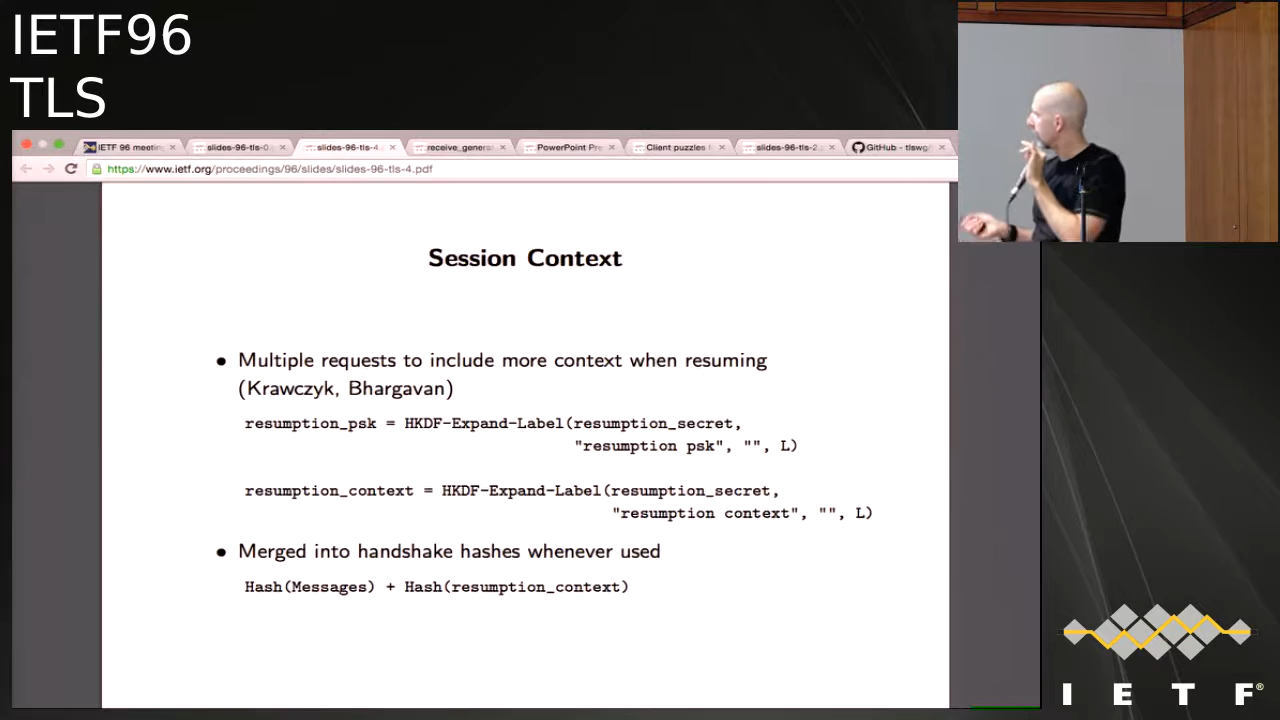 IETF96
TLS
IETF 96 meetin
slides-96-tls-0
slides-96-tls-4
receive_genera
PowerPoint Pre
Client puzzles f
slides-96-tls-2
GitHub - tlswg/
https://www.ietf.org/proceedings/96/slides/slides-96-tls-4.pdf
Session Context
• Multiple requests to include more context when resuming
(Krawczyk, Bhargavan)
resumption_psk = HKDF-Expand-Label(resumption_secret,
"resumption psk", "", L)
resumption_context = HKDF-Expand-Label(resumption_secret,
"resumption context", "", L)
• Merged into handshake hashes whenever used
Hash(Messages) + Hash(resumption_context)
I E T F®